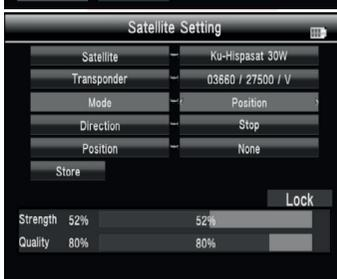 Satellite Setting
Satellite Ku-Hispasat 30W
Transponder 03660 / 27500 / V
Mode Position
Direction Stop
Position None
Store
Lock
Strength 52% 52%
Quality 80% 80%